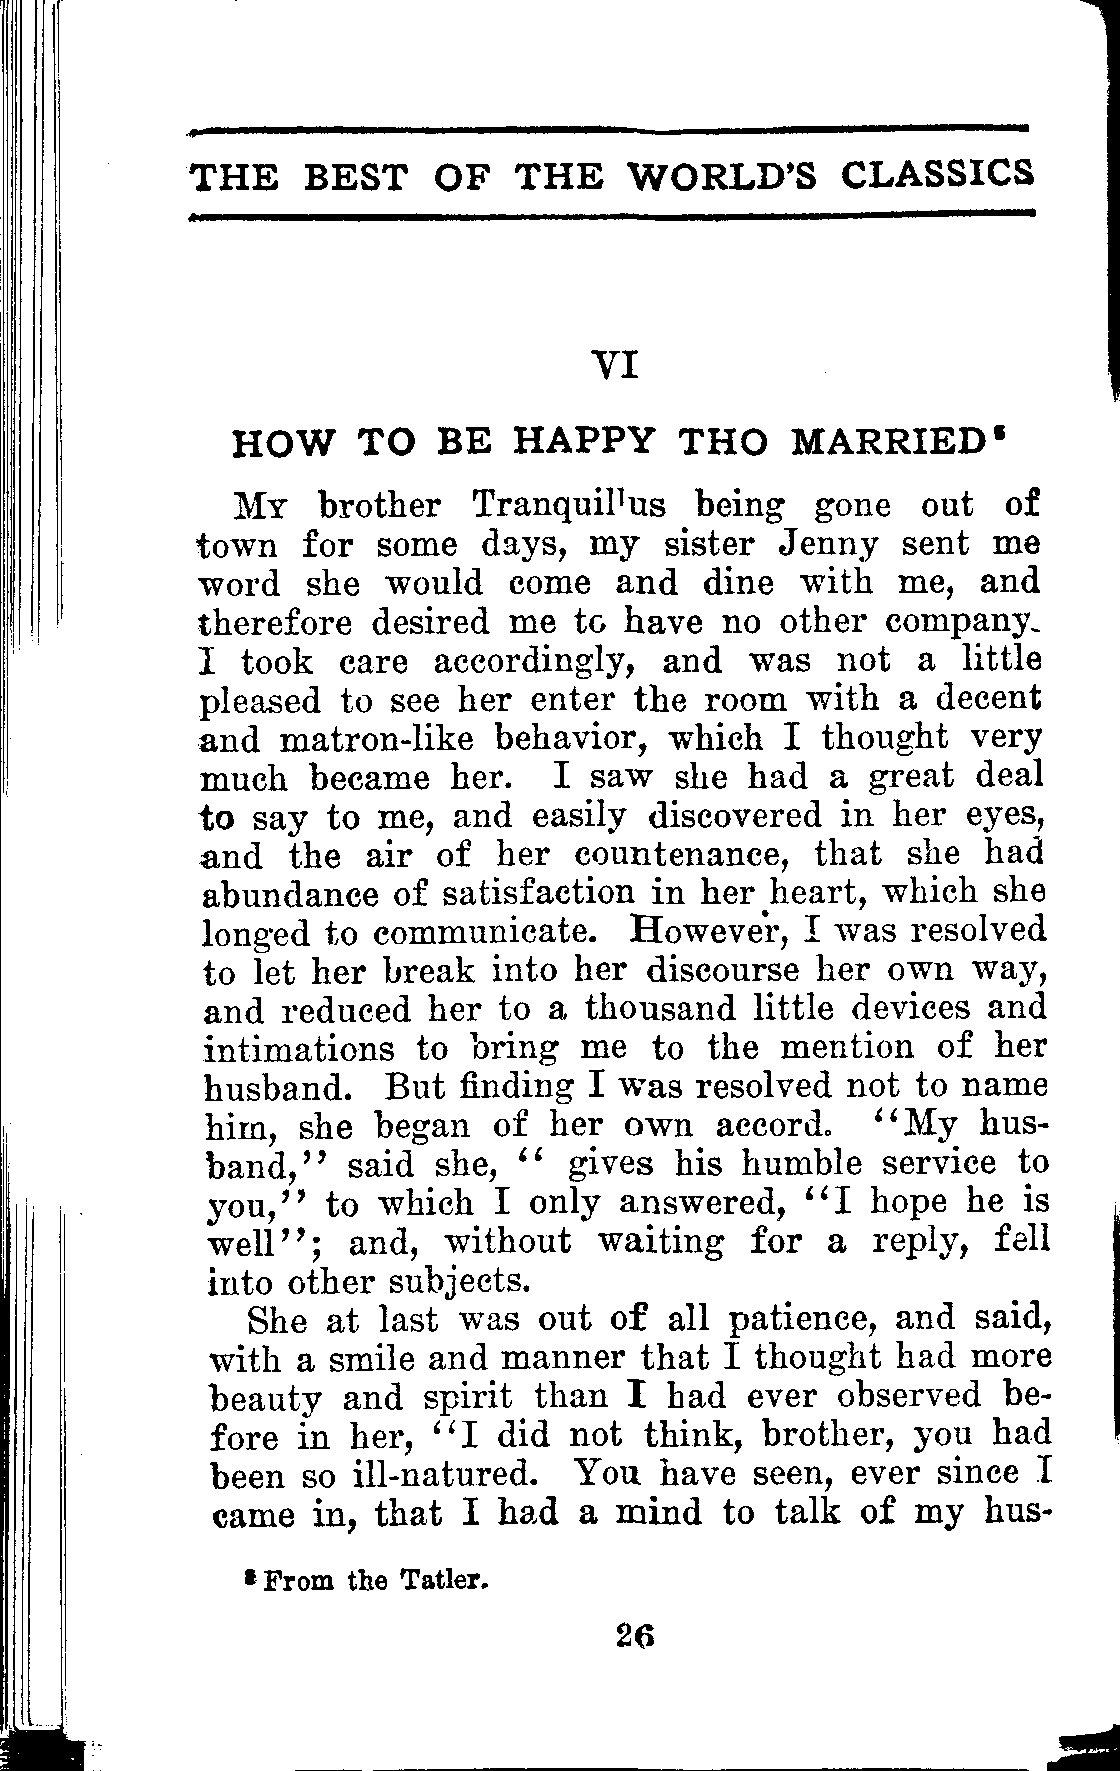 THE BEST OF THE WORLD'S CLASSICS
VI
HOW TO BE HAPPY THO MARRIED⁸
My brother Tranquillus being gone out of
town for some days, my sister Jenny sent me
word she would come and dine with me, and
therefore desired me to have no other company.
I took care accordingly, and was not a little
pleased to see her enter the room with a decent
and matron-like behavior, which I thought very
much became her. I saw she had a great deal
to say to me, and easily discovered in her eyes,
and the air of her countenance, that she had
abundance of satisfaction in her heart, which she
longed to communicate. However, I was resolved
to let her break into her discourse her own way,
and reduced her to a thousand little devices and
intimations to bring me to the mention of her
husband. But finding I was resolved not to name
him, she began of her own accord. "My hus-
band," said she, " gives his humble service to
you," to which I only answered, "I hope he is
well"; and, without waiting for a reply, fell
into other subjects.
She at last was out of all patience, and said,
with a smile and manner that I thought had more
beauty and spirit than I had ever observed be-
fore in her, "I did not think, brother, you had
been so ill-natured. You have seen, ever since I
came in, that I had a mind to talk of my hus-
⁸ From the Tatler.
26